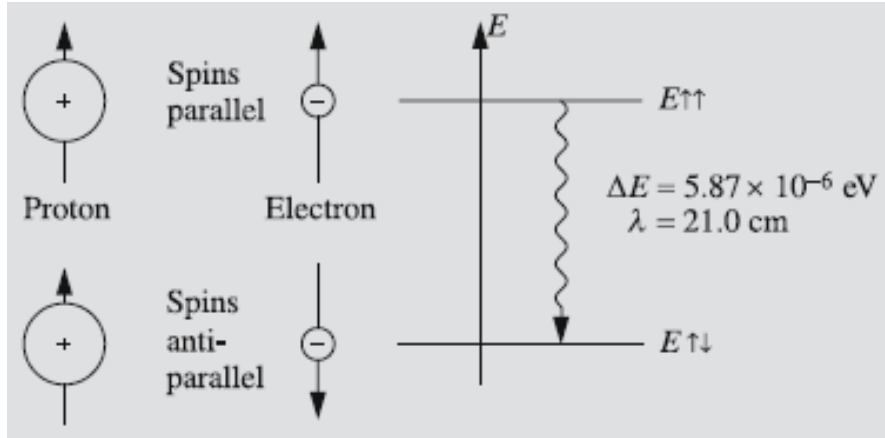 E
+
Spins
parallel
−
E↑↑
Proton
Electron
ΔE = 5.87 × 10⁻⁶ eV
λ = 21.0 cm
+
Spins
anti-
parallel
−
E↑↓